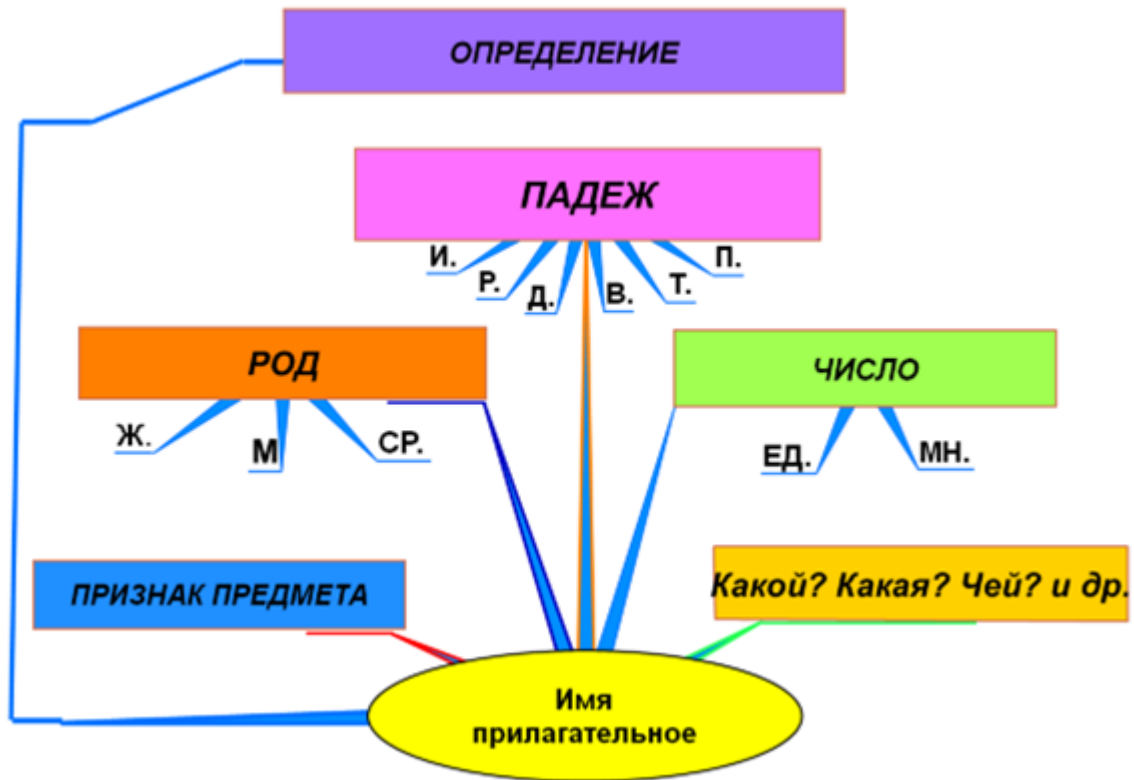 ОПРЕДЕЛЕНИЕ
ПАДЕЖ
И.
Р.
Д.
В.
Т.
П.
РОД
Ж.
М
СР.
ЧИСЛО
ЕД.
МН.
ПРИЗНАК ПРЕДМЕТА
Какой? Какая? Чей? и др.
Имя
прилагательное